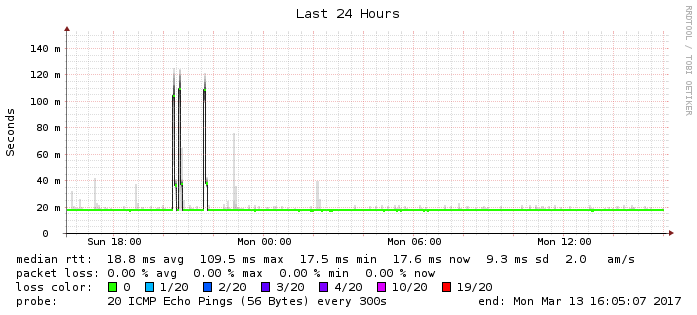 Last 24 Hours
RRDTOOL / TOBI OETIKER
Seconds
140 m
120 m
100 m
80 m
60 m
40 m
20 m
0
Sun 18:00 Mon 00:00 Mon 06:00 Mon 12:00
median rtt: 18.8 ms avg 109.5 ms max 17.5 ms min 17.6 ms now 9.3 ms sd 2.0 am/s
packet loss: 0.00 % avg 0.00 % max 0.00 % min 0.00 % now
loss color: 0 1/20 2/20 3/20 4/20 10/20 19/20
probe: 20 ICMP Echo Pings (56 Bytes) every 300s end: Mon Mar 13 16:05:07 2017